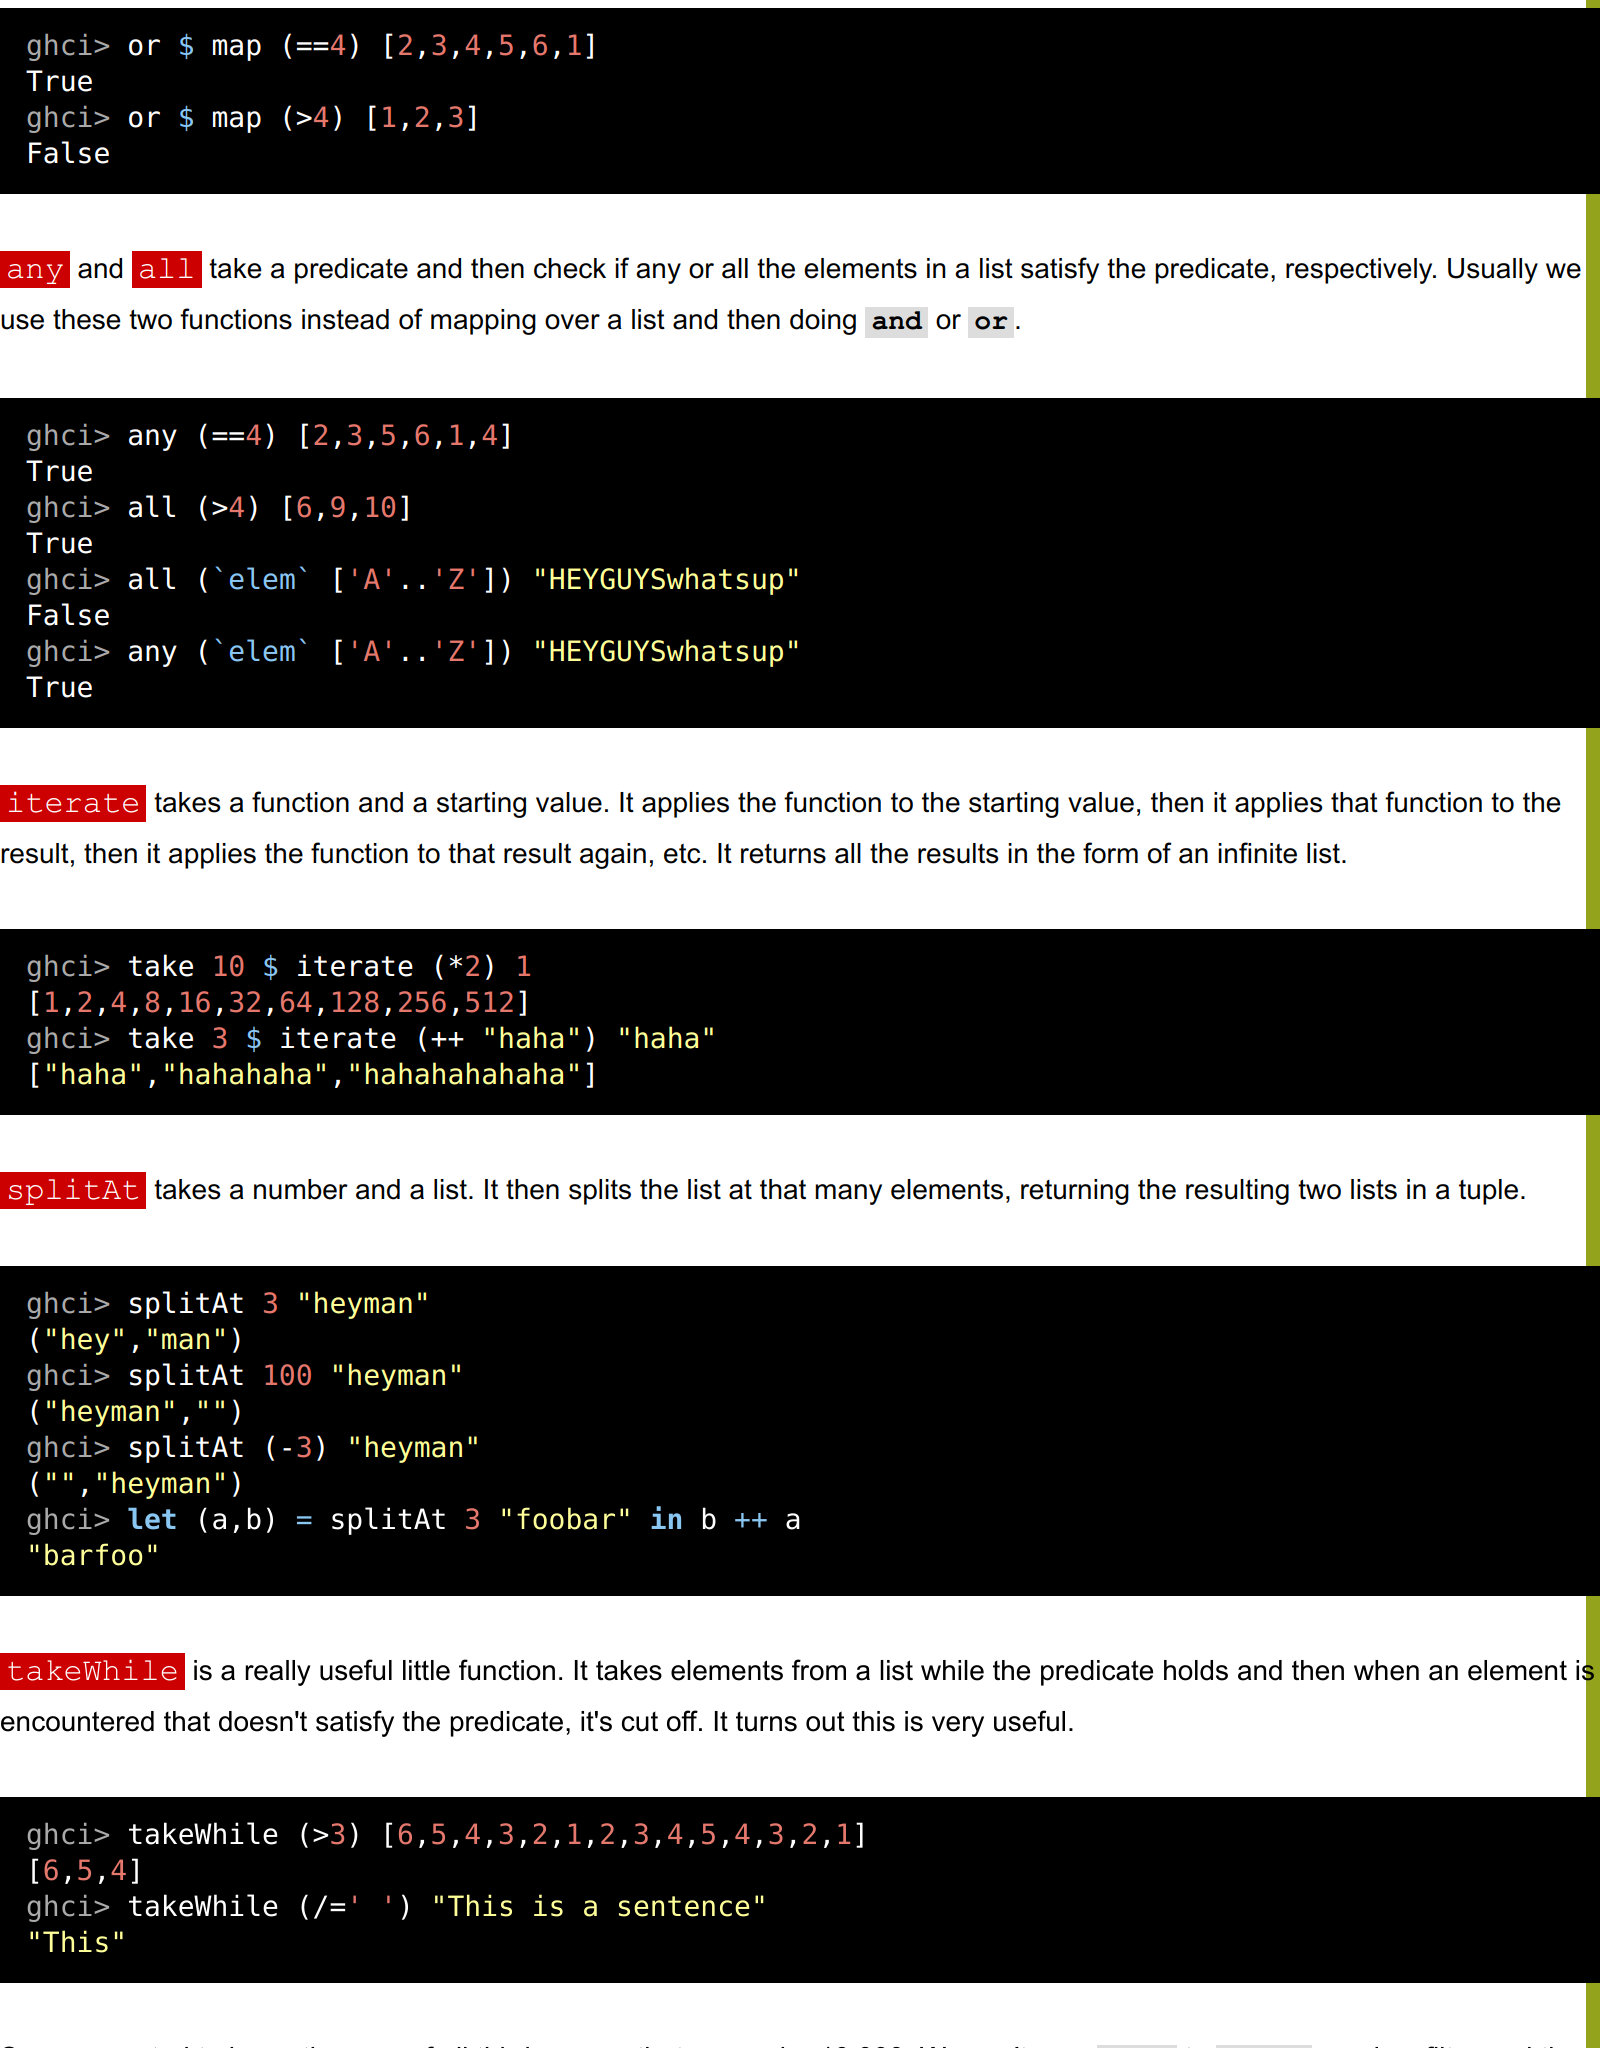 ghci> or $ map (==4) [2,3,4,5,6,1]
True
ghci> or $ map (>4) [1,2,3]
False
any and all take a predicate and then check if any or all the elements in a list satisfy the predicate, respectively. Usually we
use these two functions instead of mapping over a list and then doing and or or.
ghci> any (==4) [2,3,5,6,1,4]
True
ghci> all (>4) [6,9,10]
True
ghci> all (`elem` ['A'..'Z']) "HEYGUYSwhatsup"
False
ghci> any (`elem` ['A'..'Z']) "HEYGUYSwhatsup"
True
iterate takes a function and a starting value. It applies the function to the starting value, then it applies that function to the
result, then it applies the function to that result again, etc. It returns all the results in the form of an infinite list.
ghci> take 10 $ iterate (*2) 1
[1,2,4,8,16,32,64,128,256,512]
ghci> take 3 $ iterate (++ "haha") "haha"
["haha","hahahaha","hahahahahaha"]
splitAt takes a number and a list. It then splits the list at that many elements, returning the resulting two lists in a tuple.
ghci> splitAt 3 "heyman"
("hey","man")
ghci> splitAt 100 "heyman"
("heyman","")
ghci> splitAt (-3) "heyman"
("","heyman")
ghci> let (a,b) = splitAt 3 "foobar" in b ++ a
"barfoo"
takeWhile is a really useful little function. It takes elements from a list while the predicate holds and then when an element is
encountered that doesn't satisfy the predicate, it's cut off. It turns out this is very useful.
ghci> takeWhile (>3) [6,5,4,3,2,1,2,3,4,5,4,3,2,1]
[6,5,4]
ghci> takeWhile (/=' ') "This is a sentence"
"This"